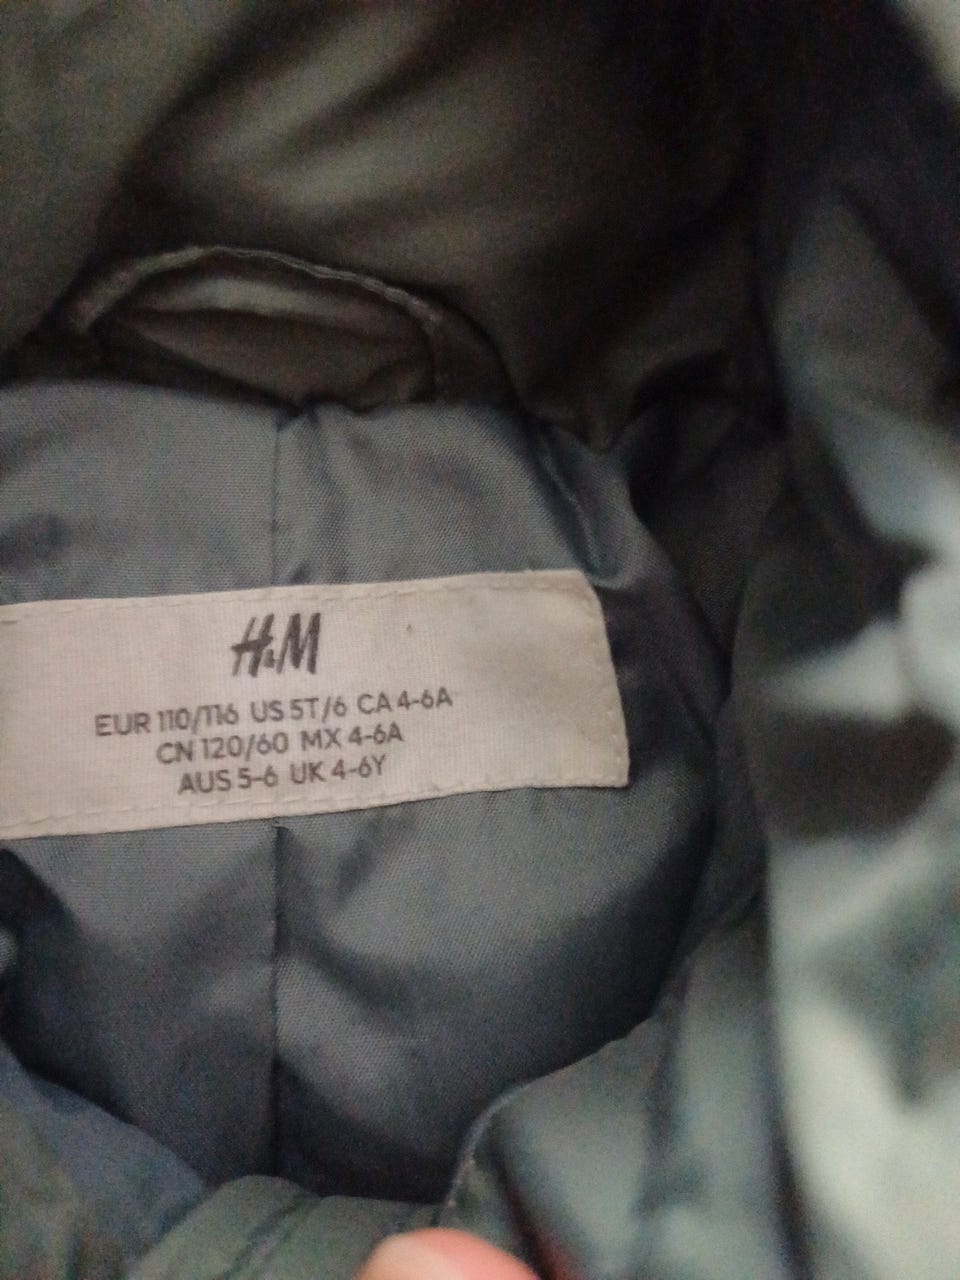 H&M
EUR 110/116 US 5T/6 CA 4-6A
CN 120/60 MX 4-6A
AUS 5-6 UK 4-6Y